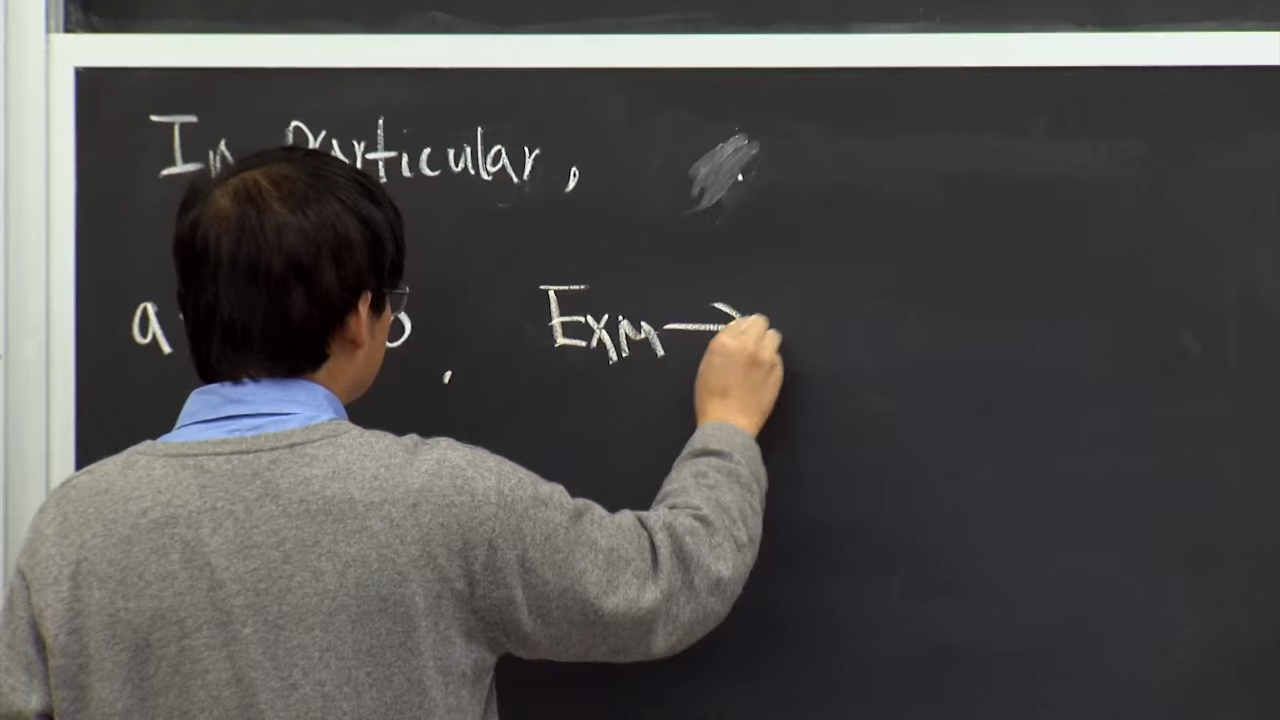 In particular,
ExM →